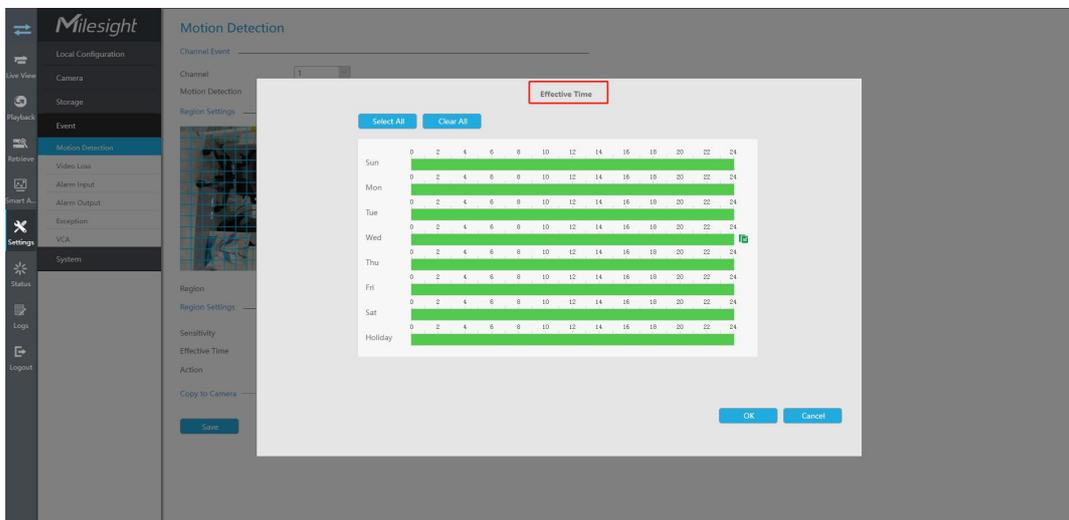 Milesight
Live View
Playback
Retrieve
Smart A...
Settings
Status
Logs
Logout
Local Configuration
Camera
Storage
Event
Motion Detection
Video Loss
Alarm Input
Alarm Output
Exception
VCA
System
Motion Detection
Channel Event
Channel 1
Motion Detection
Region Settings
Region
Region Settings
Sensitivity
Effective Time
Action
Copy to Camera
Save
Effective Time
Select All Clear All
0 2 4 6 8 10 12 14 16 18 20 22 24
Sun
0 2 4 6 8 10 12 14 16 18 20 22 24
Mon
0 2 4 6 8 10 12 14 16 18 20 22 24
Tue
0 2 4 6 8 10 12 14 16 18 20 22 24
Wed
0 2 4 6 8 10 12 14 16 18 20 22 24
Thu
0 2 4 6 8 10 12 14 16 18 20 22 24
Fri
0 2 4 6 8 10 12 14 16 18 20 22 24
Sat
0 2 4 6 8 10 12 14 16 18 20 22 24
Holiday
OK Cancel